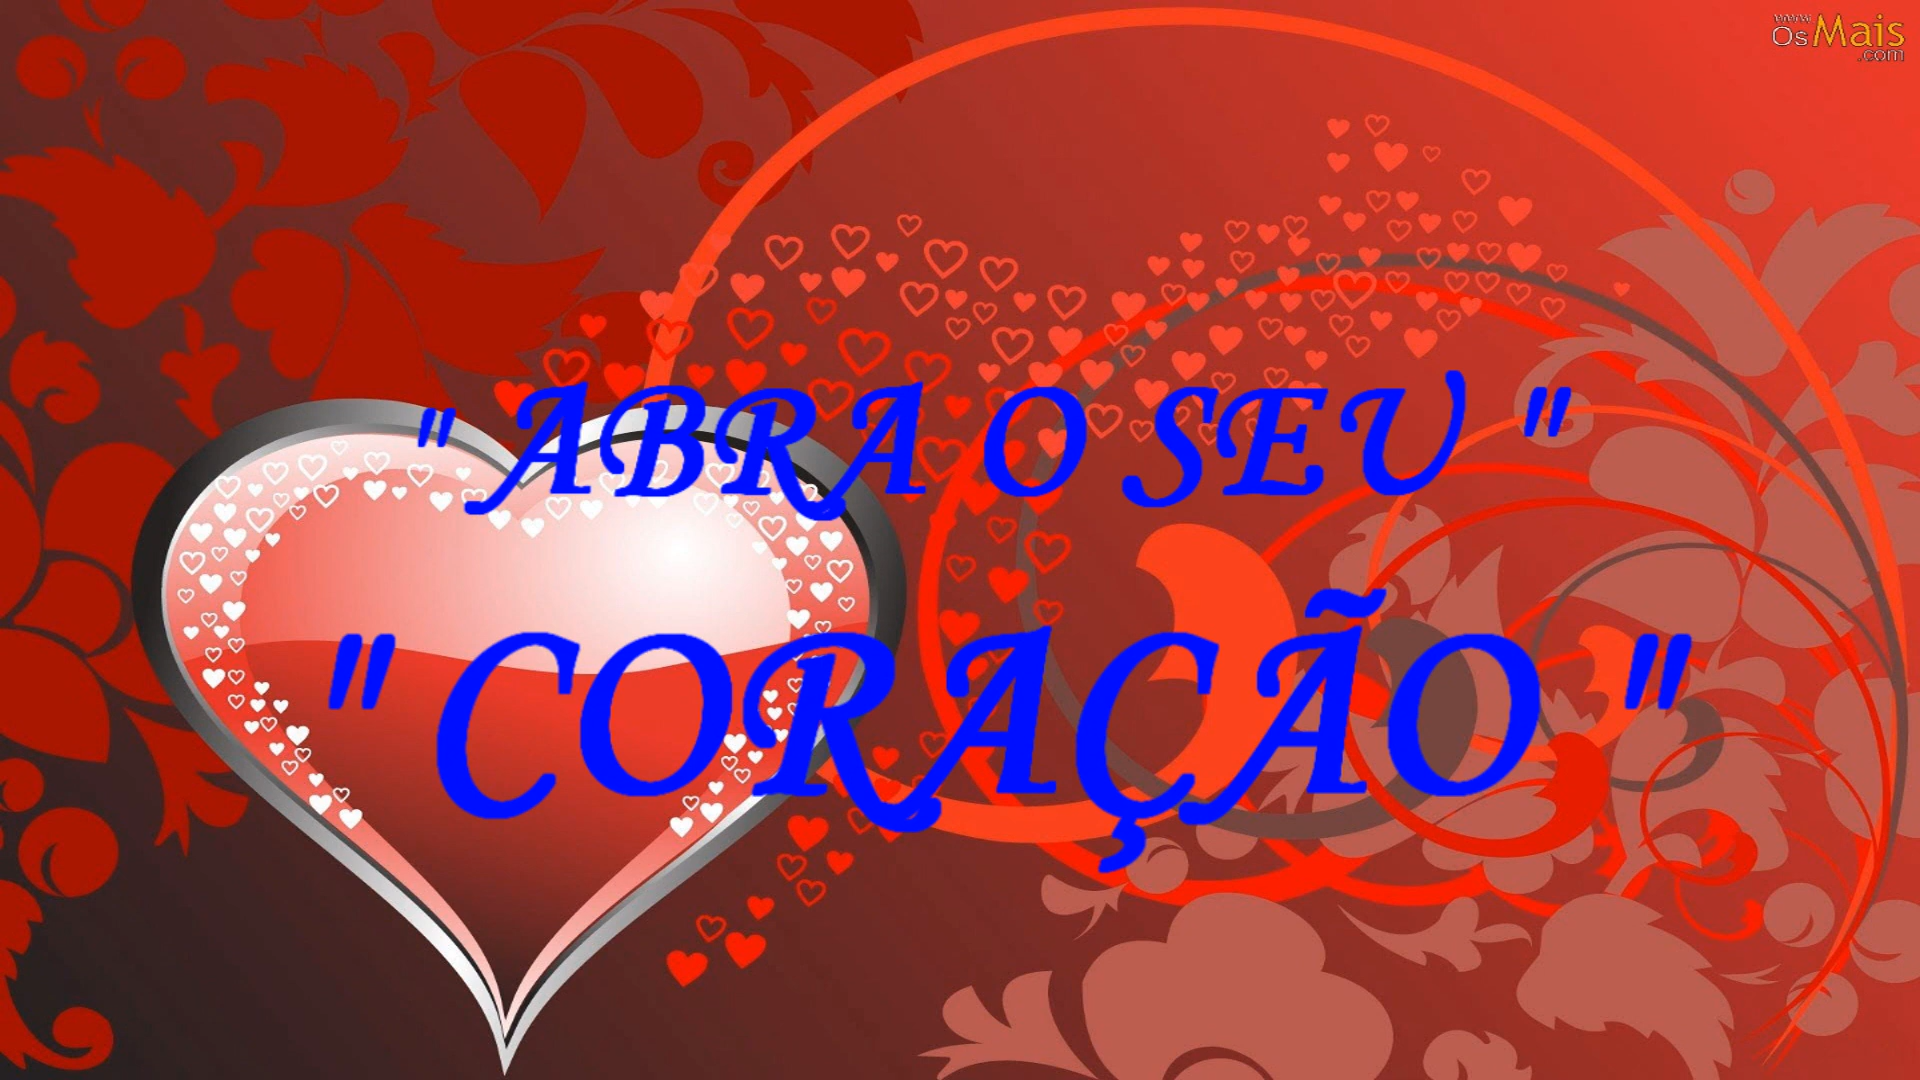 www
OsMais
.com
" ABRA O SEU "
"CORAÇÃO "